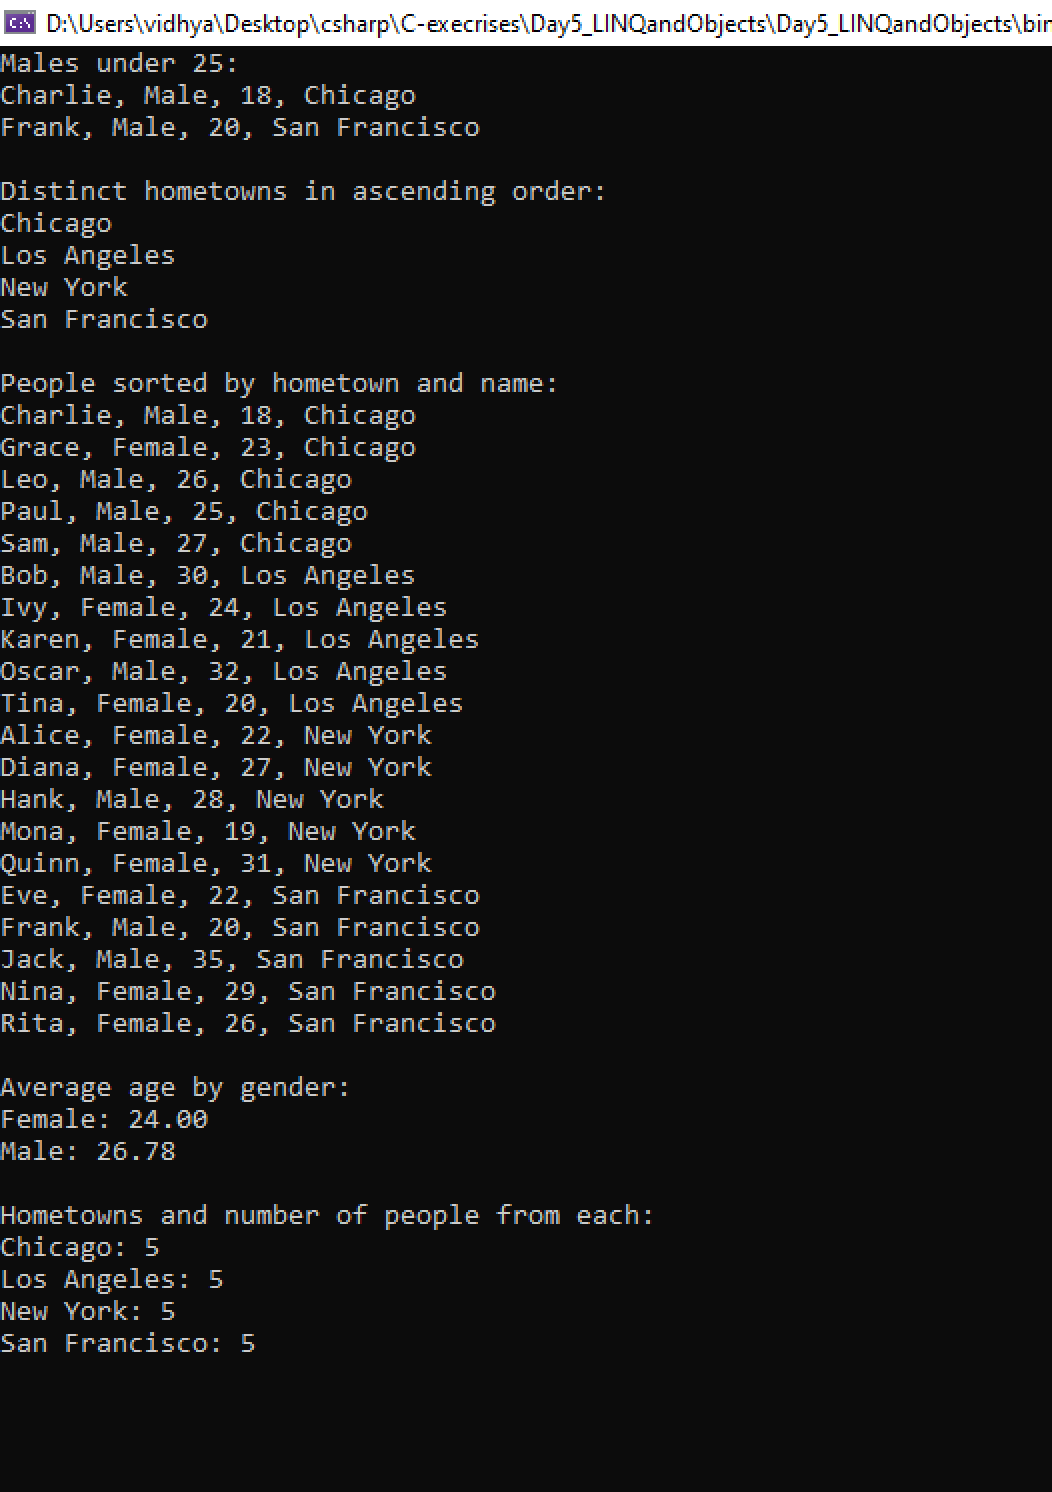 D:\Users\vidhya\Desktop\csharp\C-execrises\Day5_LINQandObjects\Day5_LINQandObjects\bin
Males under 25:
Charlie, Male, 18, Chicago
Frank, Male, 20, San Francisco
Distinct hometowns in ascending order:
Chicago
Los Angeles
New York
San Francisco
People sorted by hometown and name:
Charlie, Male, 18, Chicago
Grace, Female, 23, Chicago
Leo, Male, 26, Chicago
Paul, Male, 25, Chicago
Sam, Male, 27, Chicago
Bob, Male, 30, Los Angeles
Ivy, Female, 24, Los Angeles
Karen, Female, 21, Los Angeles
Oscar, Male, 32, Los Angeles
Tina, Female, 20, Los Angeles
Alice, Female, 22, New York
Diana, Female, 27, New York
Hank, Male, 28, New York
Mona, Female, 19, New York
Quinn, Female, 31, New York
Eve, Female, 22, San Francisco
Frank, Male, 20, San Francisco
Jack, Male, 35, San Francisco
Nina, Female, 29, San Francisco
Rita, Female, 26, San Francisco
Average age by gender:
Female: 24.00
Male: 26.78
Hometowns and number of people from each:
Chicago: 5
Los Angeles: 5
New York: 5
San Francisco: 5